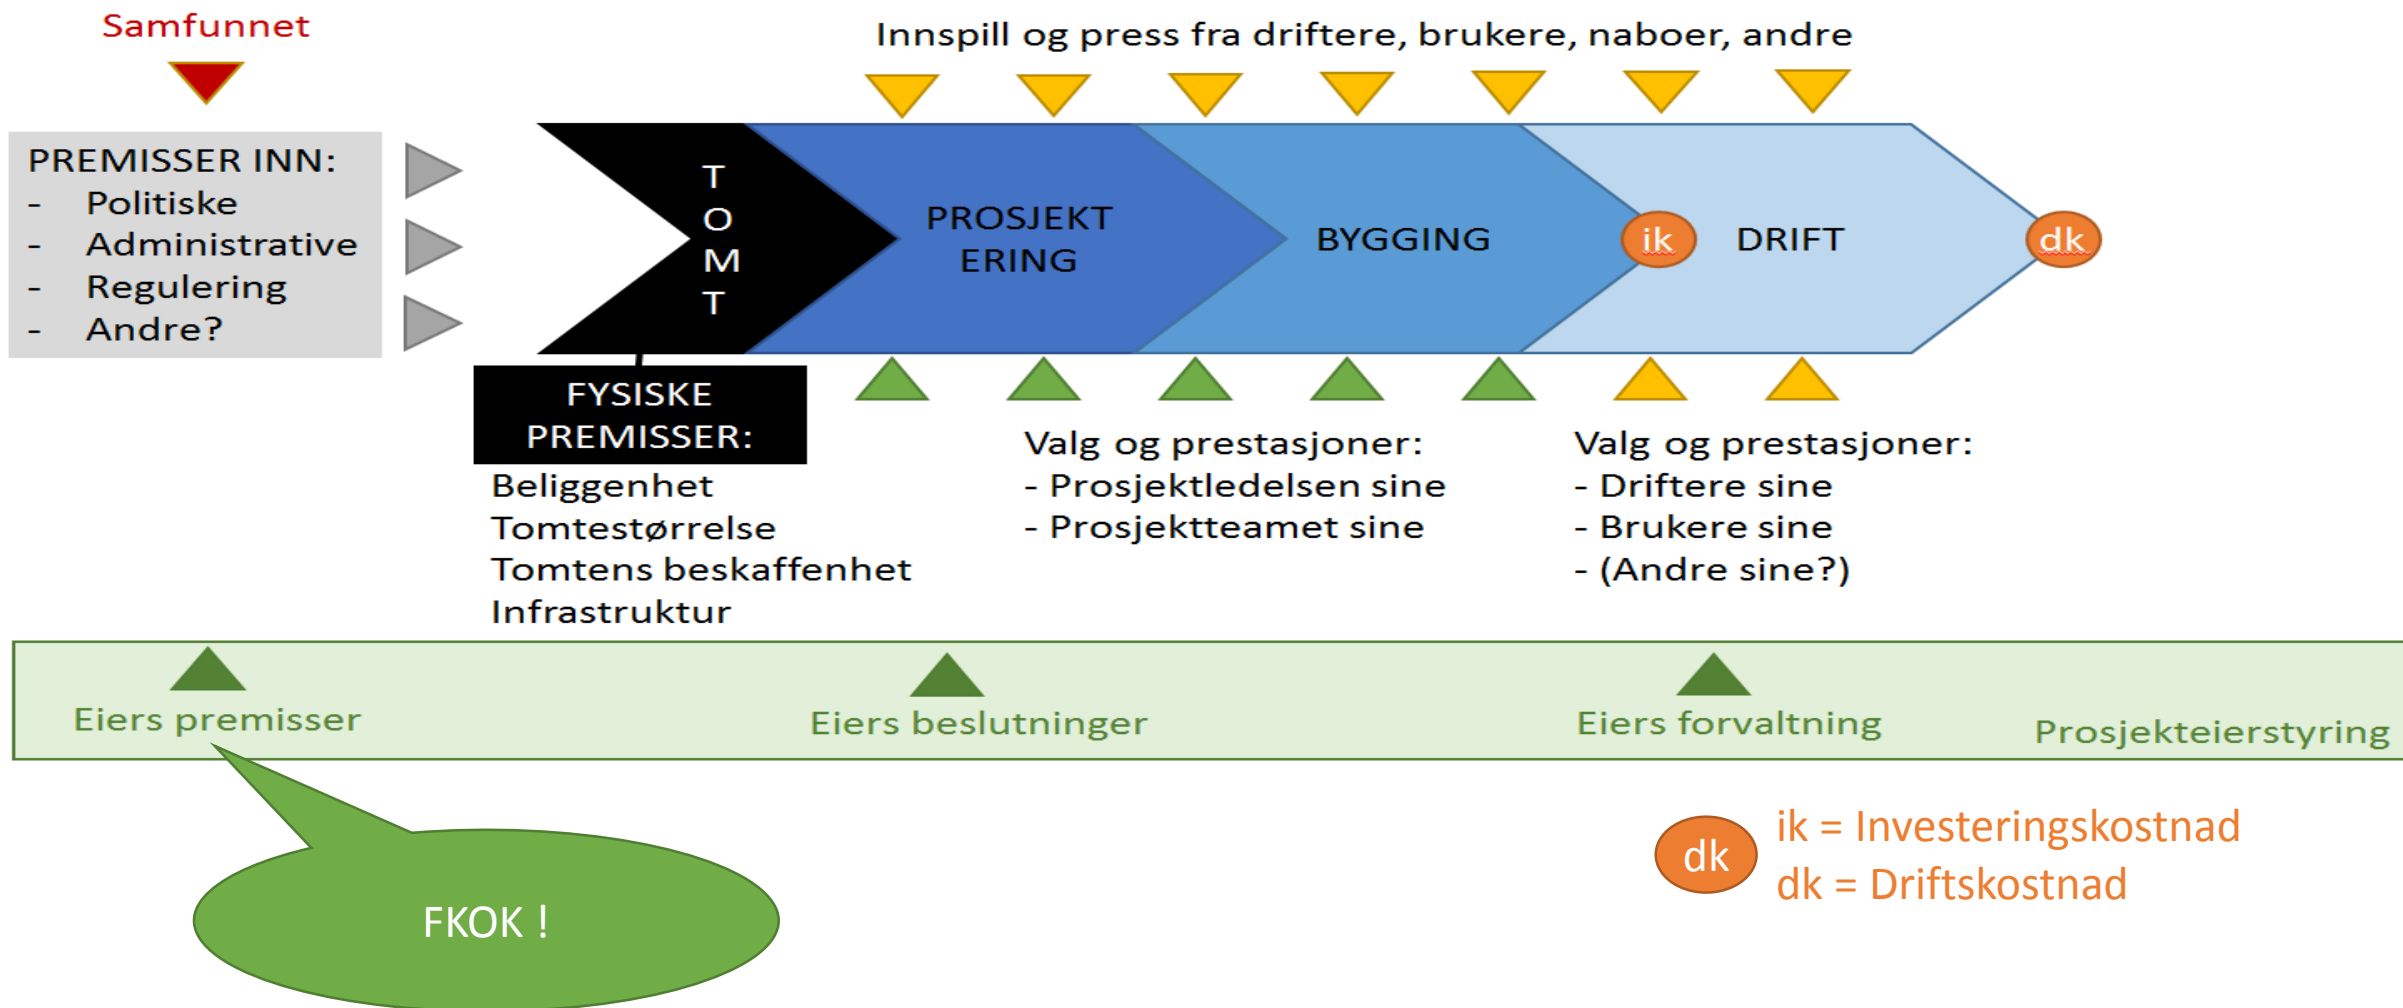 Samfunnet
Innspill og press fra driftere, brukere, naboer, andre
PREMISSER INN:
- Politiske
- Administrative
- Regulering
- Andre?
T
O
M
T
PROSJEKT
ERING
BYGGING
ik
DRIFT
dk
FYSISKE
PREMISSER:
Beliggenhet
Tomtestørrelse
Tomtens beskaffenhet
Infrastruktur
Valg og prestasjoner:
- Prosjektledelsen sine
- Prosjektteamet sine
Valg og prestasjoner:
- Driftere sine
- Brukere sine
- (Andre sine?)
Eiers premisser
Eiers beslutninger
Eiers forvaltning
Prosjekteierstyring
FKOK !
dk
ik = Investeringskostnad
dk = Driftskostnad